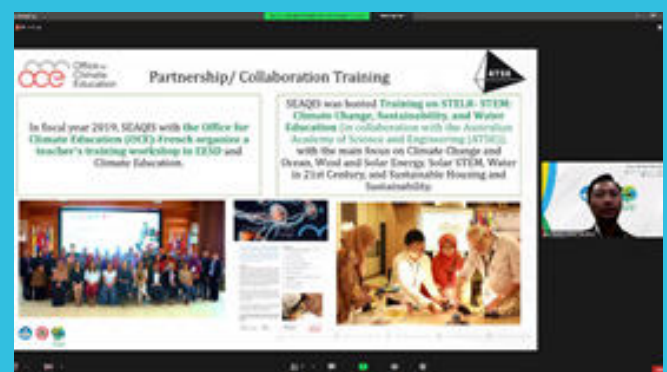 Office for
Climate
Education
oce
Partnership/ Collaboration Training
ATSE
In fiscal year 2019, SEAQIS with the Office for
Climate Education (OCE)-French organize a
teacher's training workshop in EESD and
Climate Education.
SEAQIS was hosted Training on STELR- STEM:
Climate Change, Sustainability, and Water
Education (in collaboration with the Australian
Academy of Science and Engineering (ATSE)),
with the main focus on Climate Change and
Ocean, Wind and Solar Energy, Solar STEM, Water
in 21st Century, and Sustainable Housing and
Sustainability.